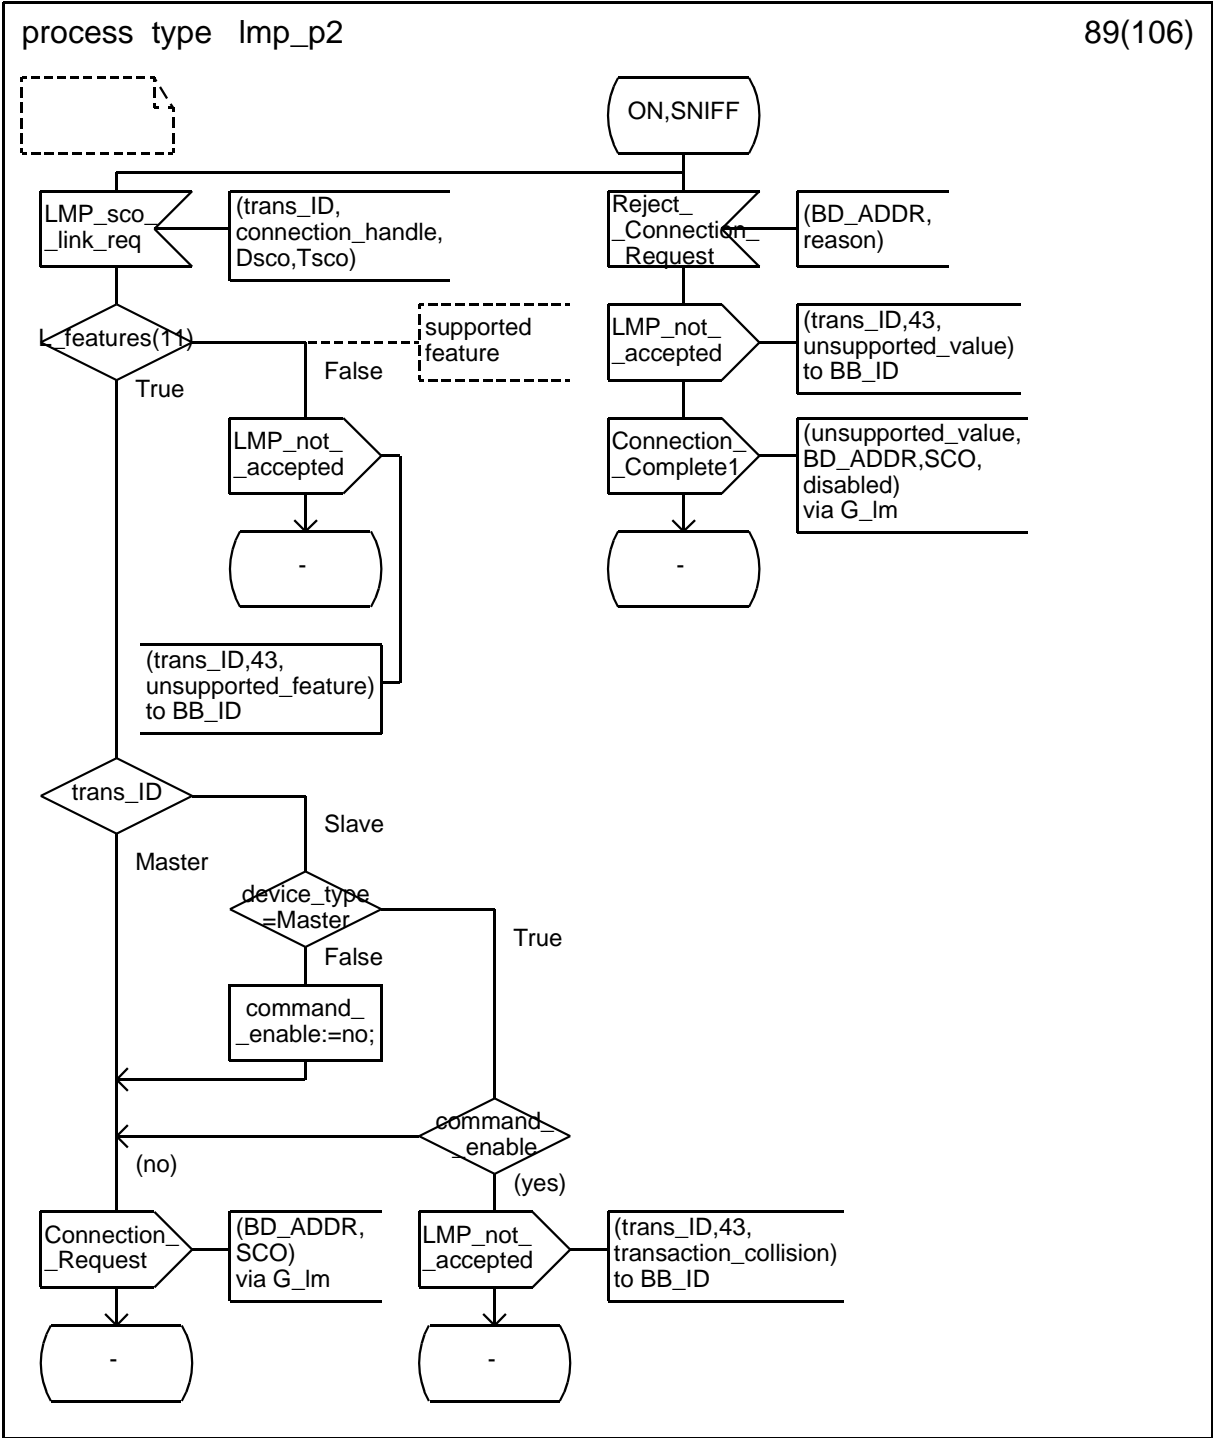 process type lmp_p2
89(106)
ON,SNIFF
LMP_sco_
_link_req
(trans_ID,
connection_handle,
Dsco,Tsco)
Reject_
_Connection_
_Request
(BD_ADDR,
reason)
L_features(11)
supported
feature
False
True
LMP_not_
_accepted
(trans_ID,43,
unsupported_value)
to BB_ID
LMP_not_
_accepted
Connection_
_Complete1
(unsupported_value,
BD_ADDR,SCO,
disabled)
via G_lm
-
-
(trans_ID,43,
unsupported_feature)
to BB_ID
trans_ID
Slave
Master
device_type
=Master
True
False
command_
_enable:=no;
command_
_enable
(no)
(yes)
Connection_
_Request
(BD_ADDR,
SCO)
via G_lm
LMP_not_
_accepted
(trans_ID,43,
transaction_collision)
to BB_ID
-
-